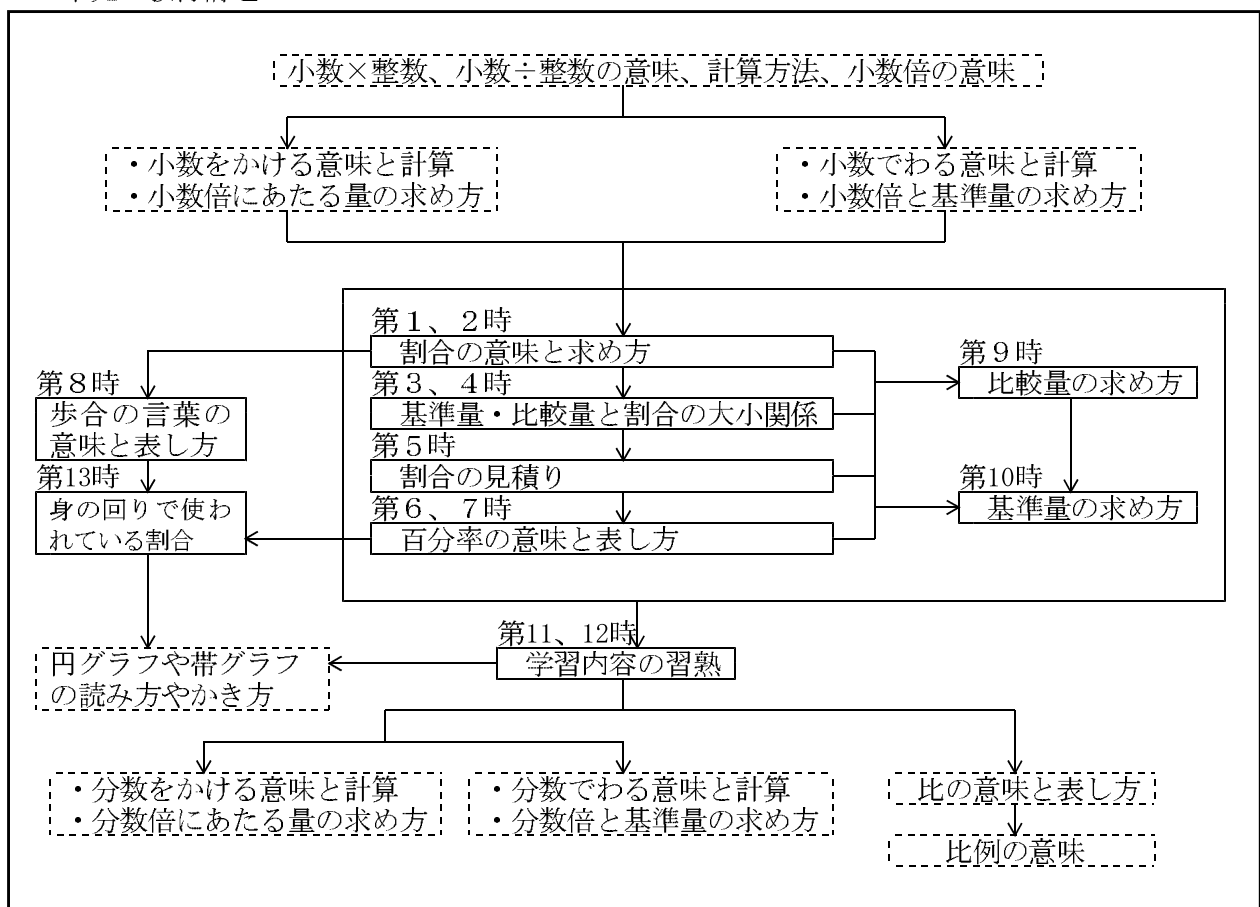 小数×整数、小数÷整数の意味、計算方法、小数倍の意味
・小数をかける意味と計算
・小数倍にあたる量の求め方
・小数でわる意味と計算
・小数倍と基準量の求め方
第１、２時
割合の意味と求め方
第３、４時
基準量・比較量と割合の大小関係
第５時
割合の見積り
第６、７時
百分率の意味と表し方
第８時
歩合の言葉の
意味と表し方
第13時
身の回りで使わ
れている割合
第９時
比較量の求め方
第10時
基準量の求め方
第11、12時
学習内容の習熟
円グラフや帯グラフ
の読み方やかき方
・分数をかける意味と計算
・分数倍にあたる量の求め方
・分数でわる意味と計算
・分数倍と基準量の求め方
比の意味と表し方
比例の意味